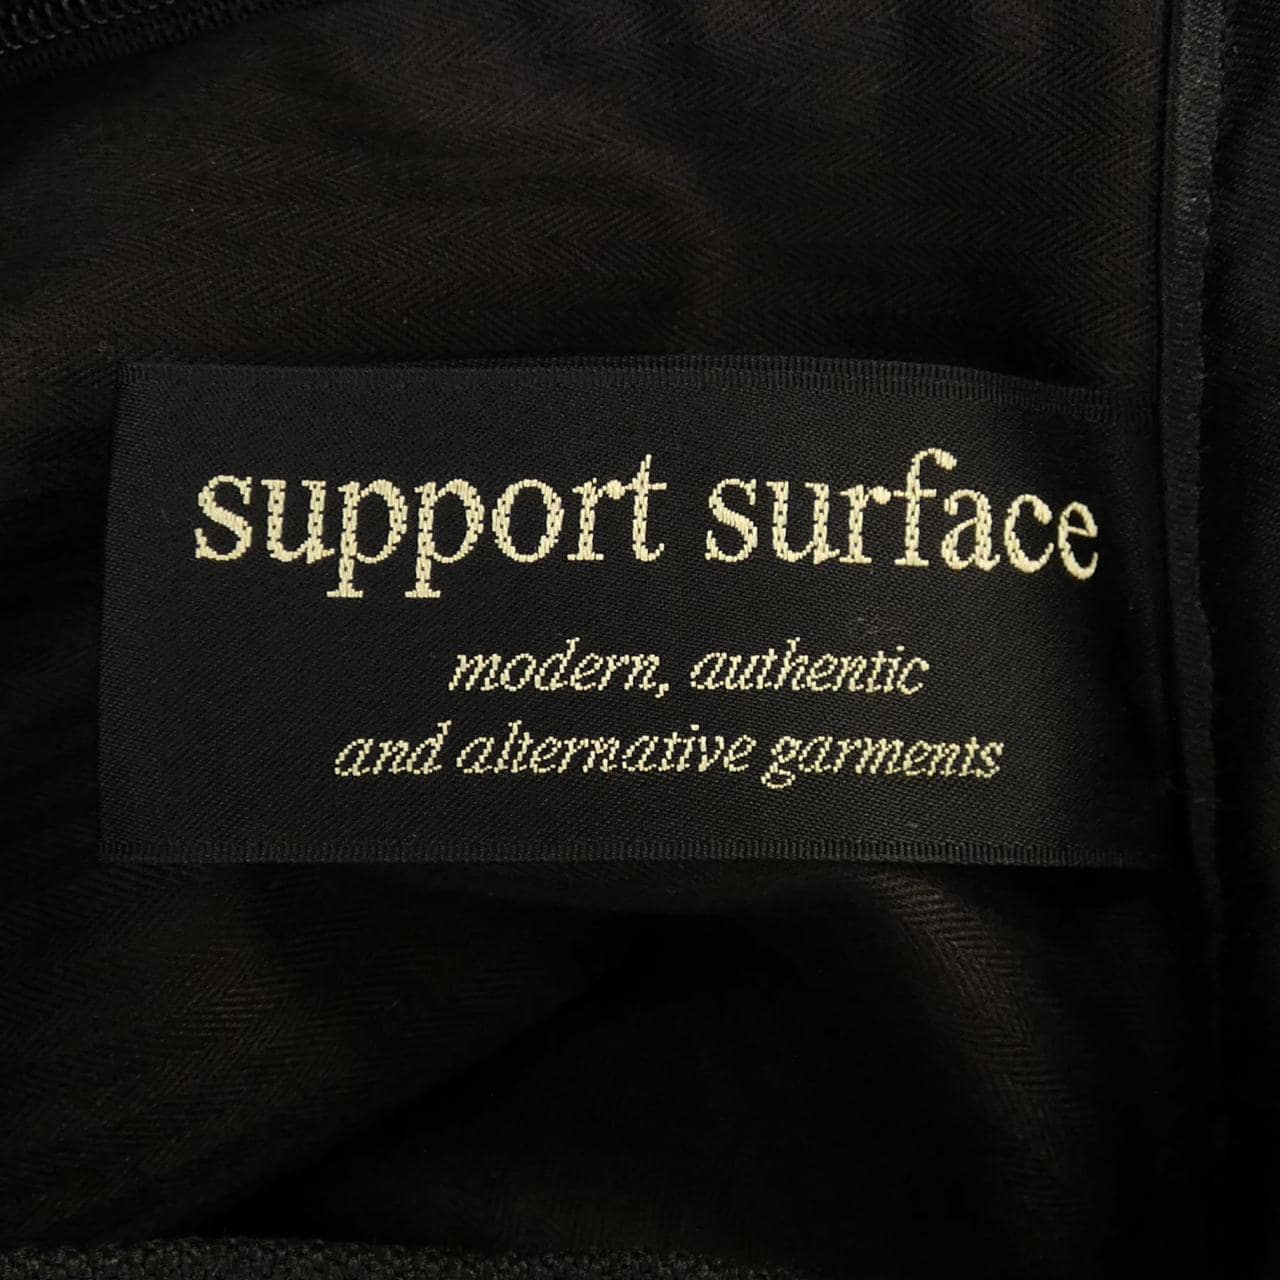 support surface
modern, authentic
and alternative garments